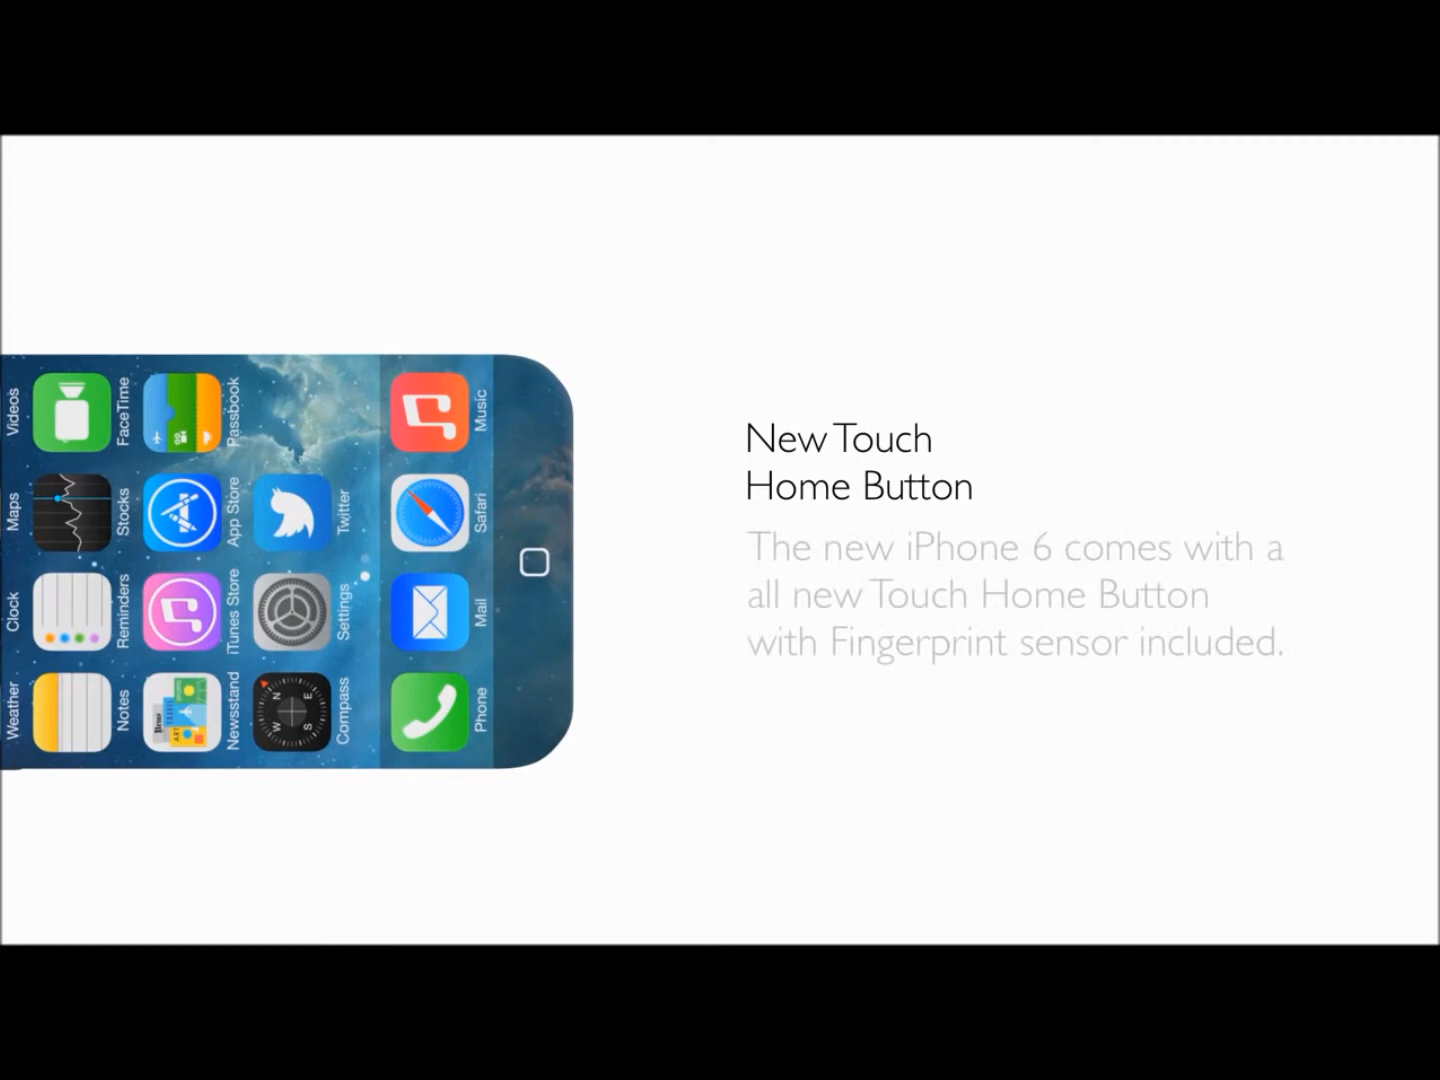 Videos
Maps
Clock
Weather
FaceTime
Stocks
Reminders
Notes
Passbook
App Store
iTunes Store
Newsstand
Twitter
Settings
Compass
N
E
S
W
Music
Safari
Mail
Phone
New Touch
Home Button
The new iPhone 6 comes with a
all new Touch Home Button
with Fingerprint sensor included.